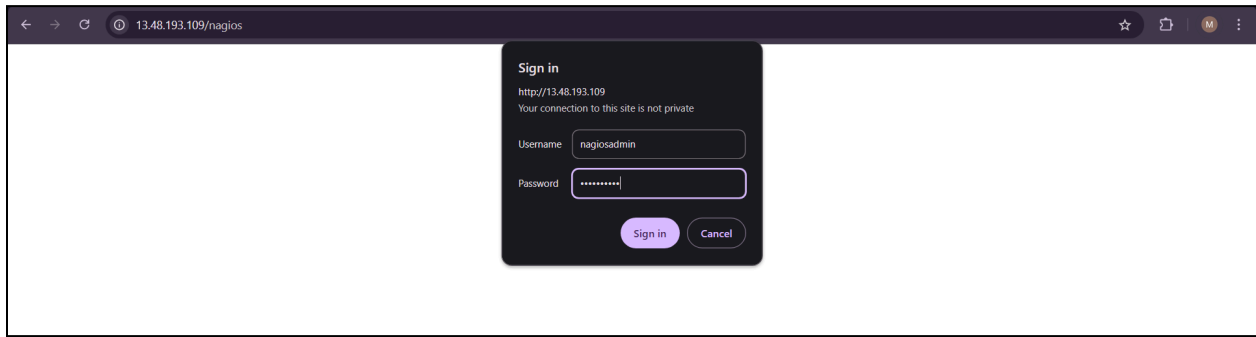 13.48.193.109/nagios
M
Sign in
http://13.48.193.109
Your connection to this site is not private
Username nagiosadmin
Password ••••••••••
Sign in Cancel